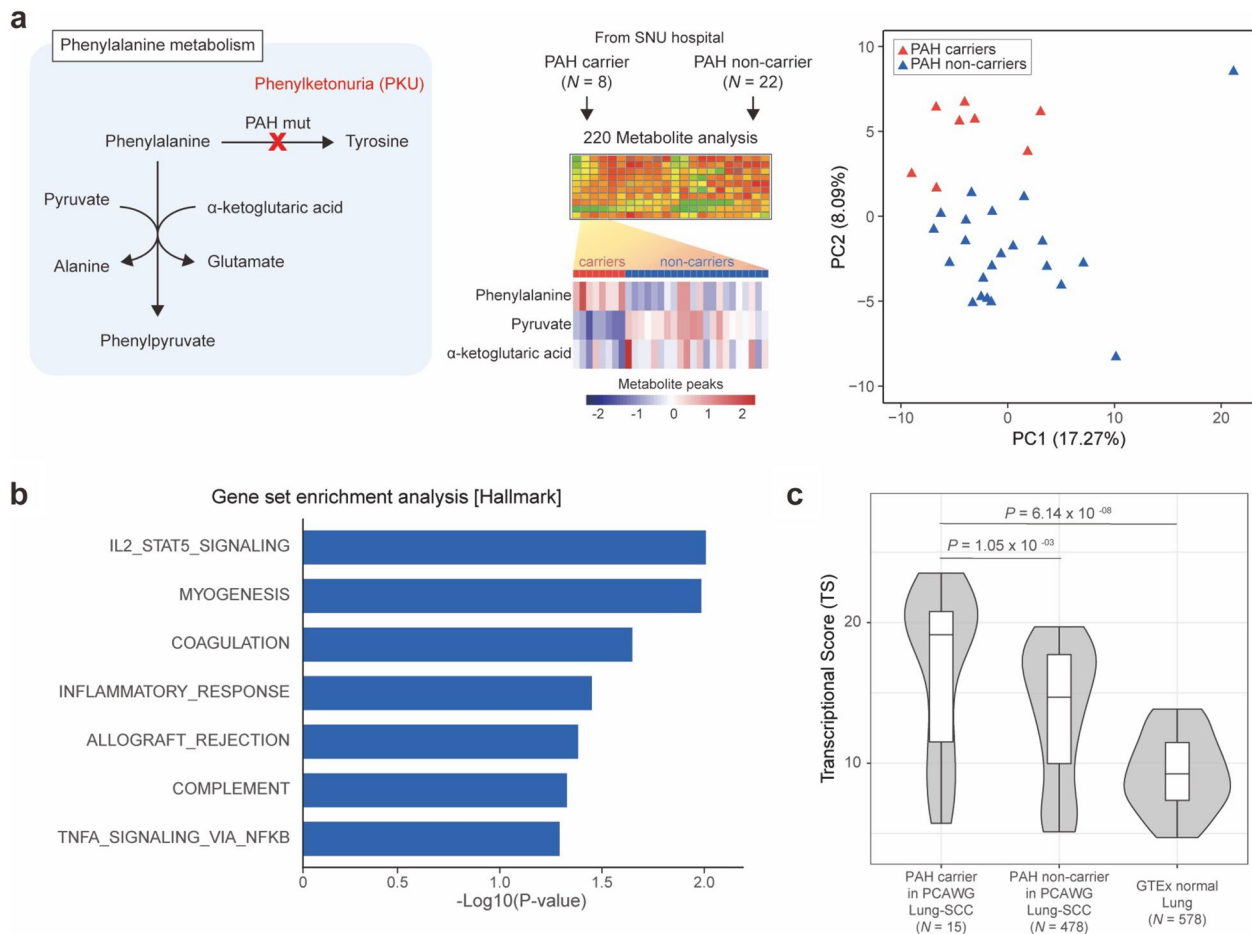 a
Phenylalanine metabolism
Phenylketonuria (PKU)
PAH mut
Phenylalanine
X
Tyrosine
Pyruvate
α-ketoglutaric acid
Alanine
Glutamate
Phenylpyruvate
From SNU hospital
PAH carrier
(N = 8)
PAH non-carrier
(N = 22)
220 Metabolite analysis
carriers
non-carriers
Phenylalanine
Pyruvate
α-ketoglutaric acid
Metabolite peaks
-2 -1 0 1 2
PAH carriers
PAH non-carriers
10
5
0
−5
−10
PC2 (8.09%)
−10 0 10 20
PC1 (17.27%)
b
Gene set enrichment analysis [Hallmark]
IL2_STAT5_SIGNALING
MYOGENESIS
COAGULATION
INFLAMMATORY_RESPONSE
ALLOGRAFT_REJECTION
COMPLEMENT
TNFA_SIGNALING_VIA_NFKB
0 0.5 1.0 1.5 2.0
-Log10(P-value)
c
P = 6.14 x 10 -08
P = 1.05 x 10 -03
Transcriptional Score (TS)
20
10
PAH carrier
in PCAWG
Lung-SCC
(N = 15)
PAH non-carrier
in PCAWG
Lung-SCC
(N = 478)
GTEx normal
Lung
(N = 578)